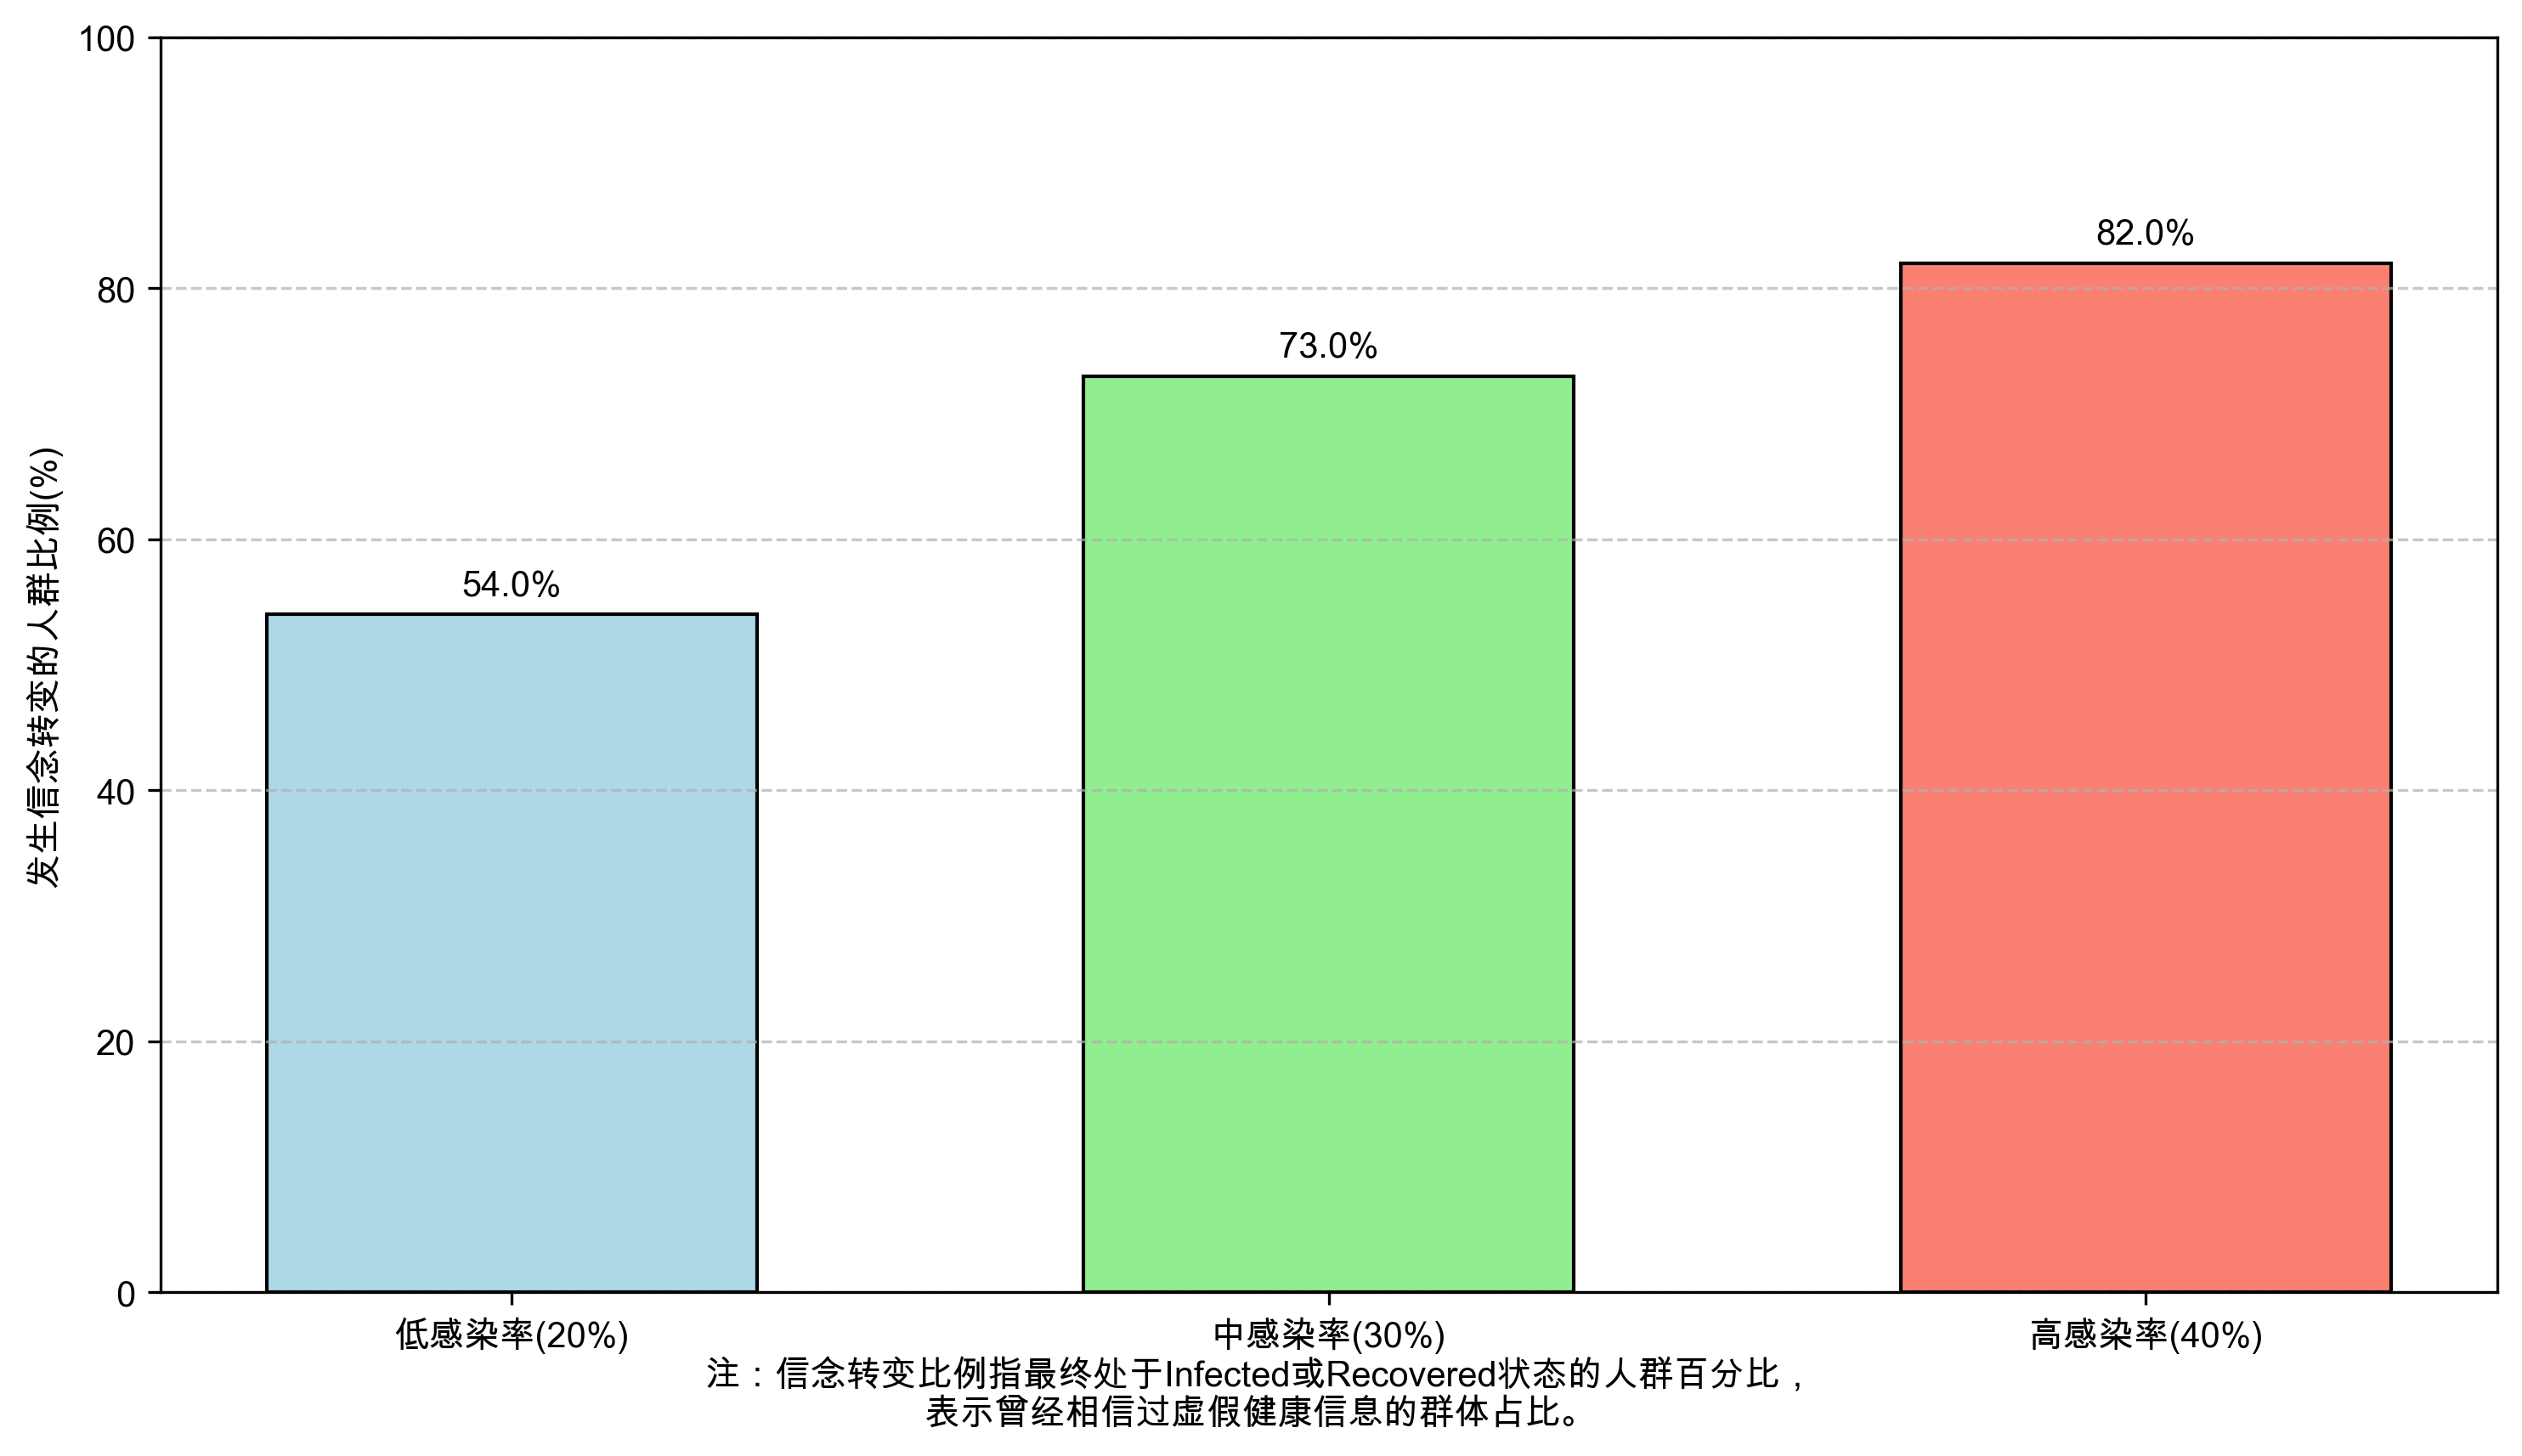 100
80
60
40
20
0
发生信念转变的人群比例(%)
54.0%
73.0%
82.0%
低感染率(20%)
中感染率(30%)
高感染率(40%)
注：信念转变比例指最终处于Infected或Recovered状态的人群百分比，
表示曾经相信过虚假健康信息的群体占比。